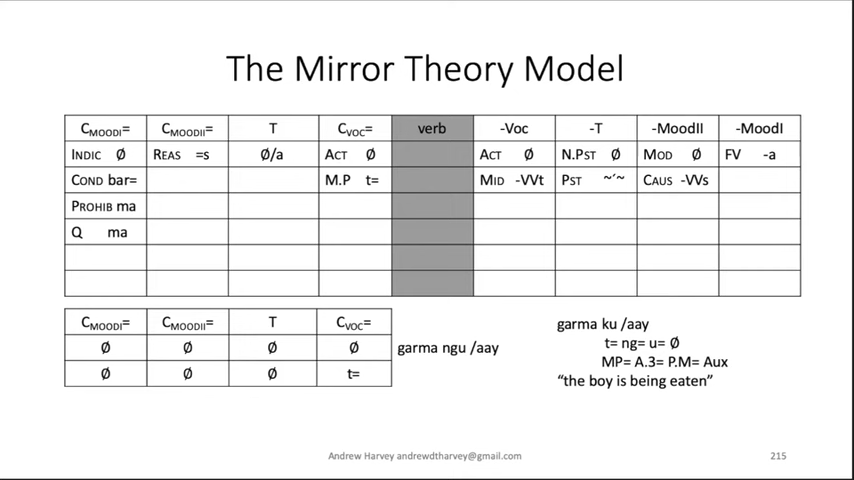 The Mirror Theory Model
CMOODI= CMOODII= T CVOC= verb -Voc -T -MoodII -MoodI
INDIC Ø REAS =s Ø/a ACT Ø ACT Ø N.PST Ø MOD Ø FV -a
COND bar= M.P t= MID -VVt PST ~´~ CAUS -VVs
PROHIB ma
Q ma
CMOODI= CMOODII= T CVOC=
Ø Ø Ø Ø
Ø Ø Ø t=
garma ngu /aay
garma ku /aay
t= ng= u= Ø
MP= A.3= P.M= Aux
“the boy is being eaten”
Andrew Harvey andrewdtharvey@gmail.com
215